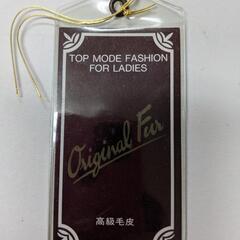 TOP MODE FASHION
FOR LADIES
Original Fur
高級毛皮